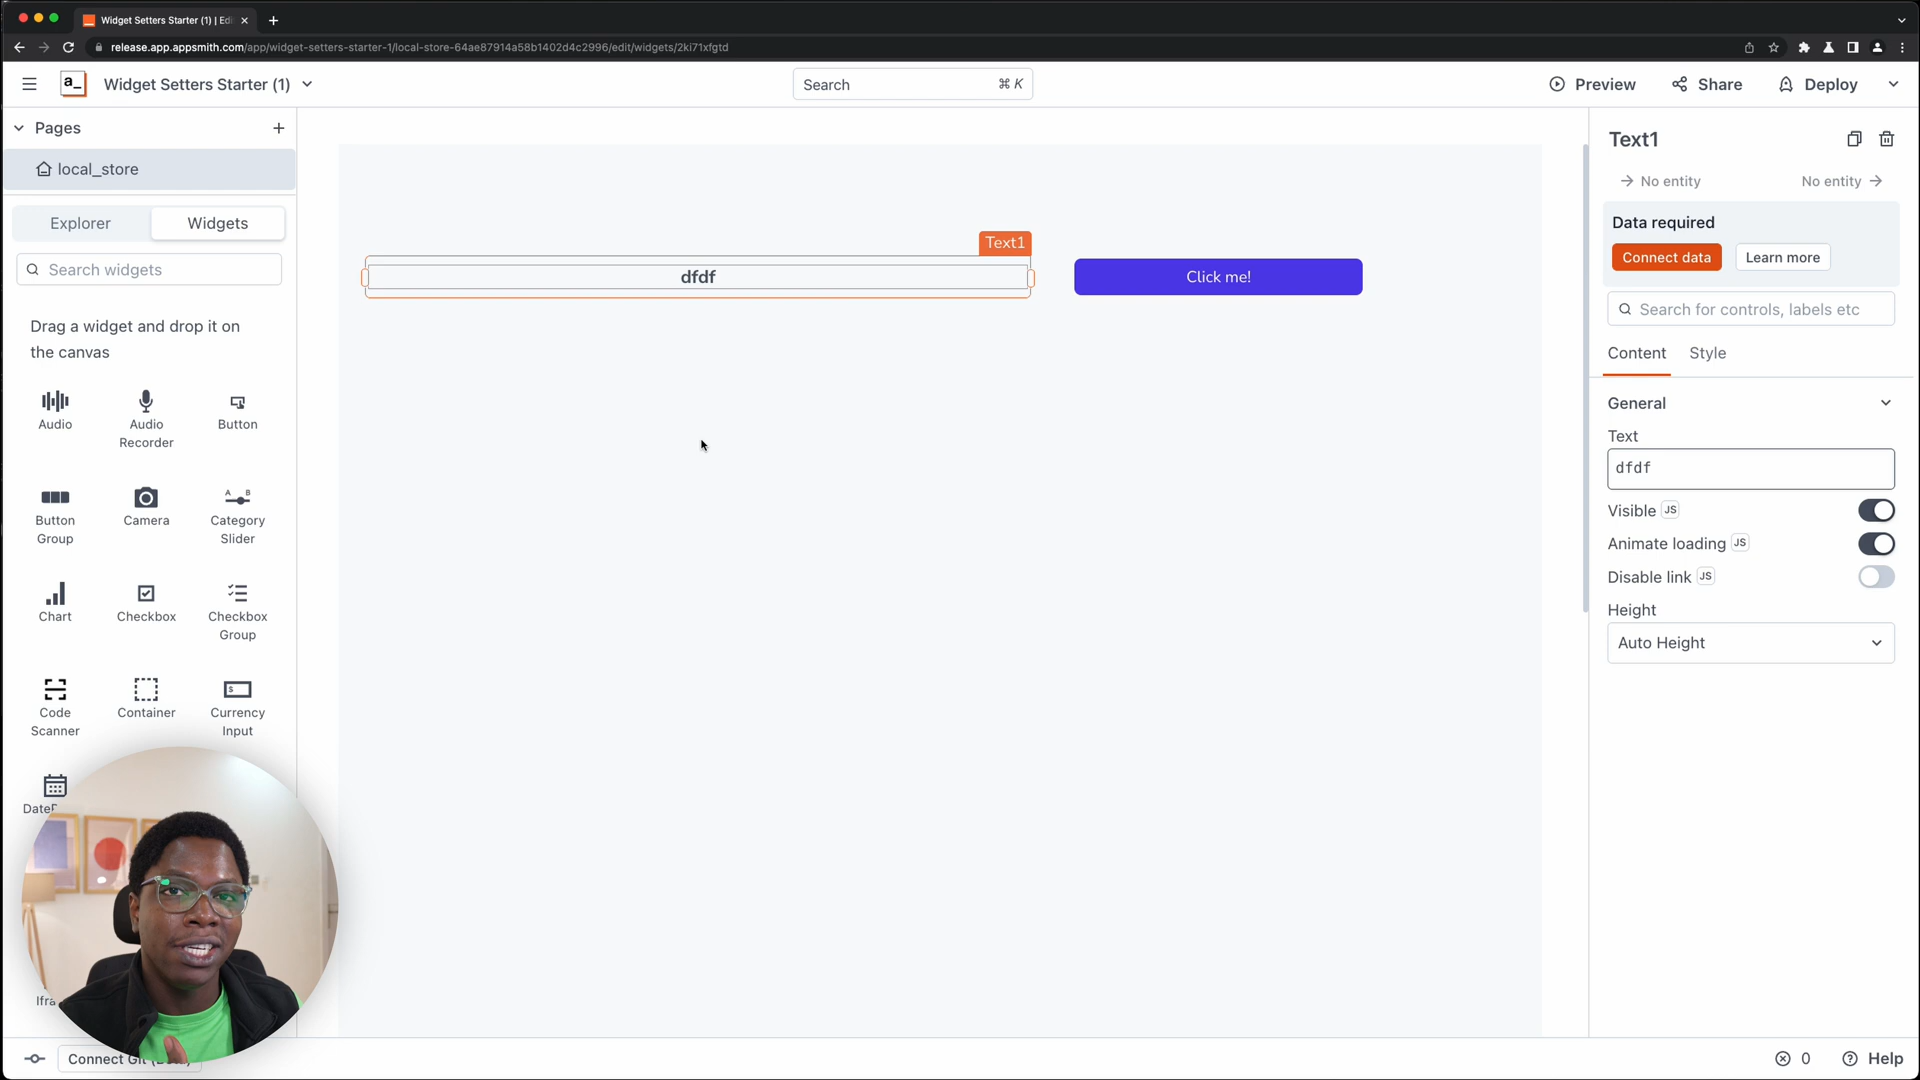 Widget Setters Starter (1) | Edi
release.app.appsmith.com/app/widget-setters-starter-1/local-store-64ae87914a58b1402d4c2996/edit/widgets/2ki71xfgtd
a_
Widget Setters Starter (1)
Search
⌘ K
Preview
Share
Deploy
Pages
local_store
Explorer
Widgets
Search widgets
Drag a widget and drop it on
the canvas
Audio
Audio
Recorder
Button
Button
Group
Camera
Category
Slider
Chart
Checkbox
Checkbox
Group
Code
Scanner
Container
Currency
Input
Connect Git
Text1
dfdf
Click me!
Text1
No entity
No entity
Data required
Connect data
Learn more
Search for controls, labels etc
Content
Style
General
Text
dfdf
Visible JS
Animate loading JS
Disable link JS
Height
Auto Height
0
Help